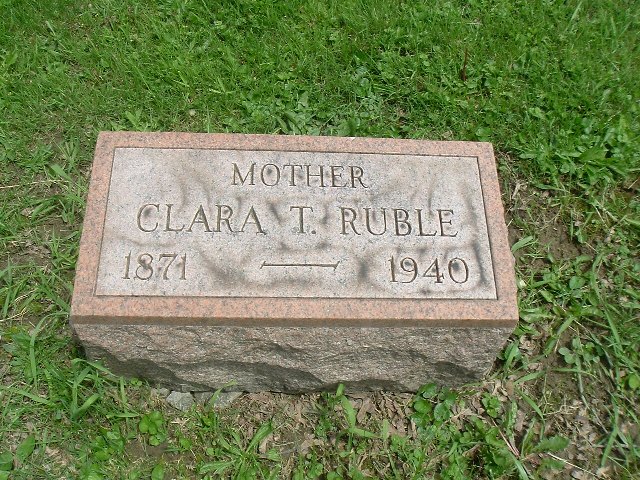 MOTHER
CLARA T. RUBLE
1871 — 1940